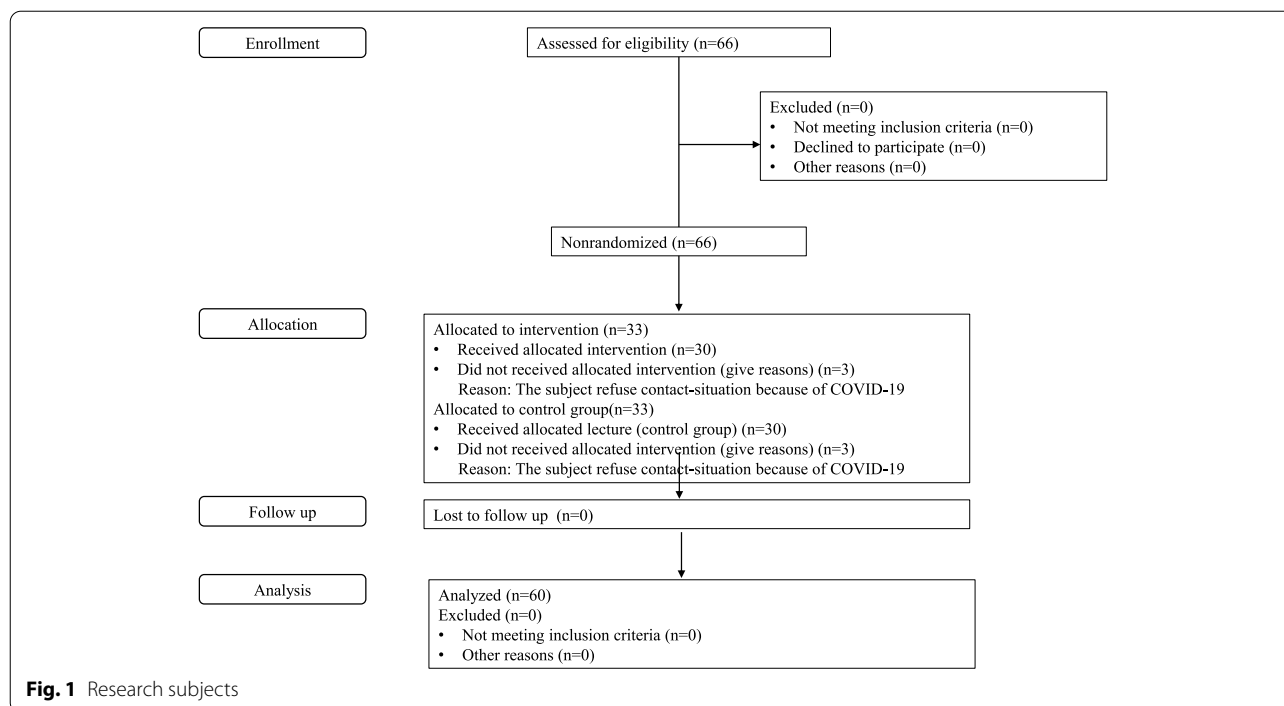 Enrollment
Assessed for eligibility (n=66)
Excluded (n=0)
• Not meeting inclusion criteria (n=0)
• Declined to participate (n=0)
• Other reasons (n=0)
Nonrandomized (n=66)
Allocation
Allocated to intervention (n=33)
• Received allocated intervention (n=30)
• Did not received allocated intervention (give reasons) (n=3)
Reason: The subject refuse contact-situation because of COVID-19
Allocated to control group(n=33)
• Received allocated lecture (control group) (n=30)
• Did not received allocated intervention (give reasons) (n=3)
Reason: The subject refuse contact-situation because of COVID-19
Follow up
Lost to follow up (n=0)
Analysis
Analyzed (n=60)
Excluded (n=0)
• Not meeting inclusion criteria (n=0)
• Other reasons (n=0)
Fig. 1 Research subjects